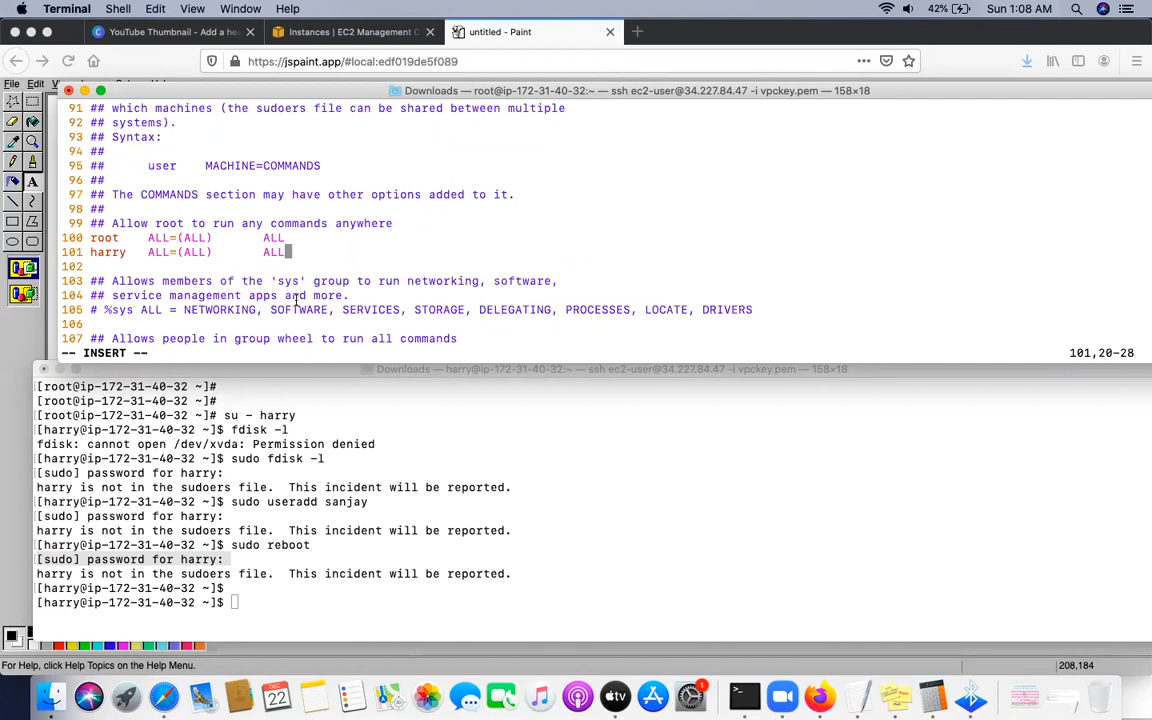 Terminal Shell Edit View Window Help 42% Sun 1:08 AM
YouTube Thumbnail - Add a he
Instances | EC2 Management C
untitled - Paint
https://jspaint.app/#local:edf019de5f089
File Edit
Downloads — root@ip-172-31-40-32:~ — ssh ec2-user@34.227.84.47 -i vpckey.pem — 158×18
91 ## which machines (the sudoers file can be shared between multiple
92 ## systems).
93 ## Syntax:
94 ##
95 ## user MACHINE=COMMANDS
96 ##
97 ## The COMMANDS section may have other options added to it.
98 ##
99 ## Allow root to run any commands anywhere
100 root ALL=(ALL) ALL
101 harry ALL=(ALL) ALL
102
103 ## Allows members of the 'sys' group to run networking, software,
104 ## service management apps and more.
105 # %sys ALL = NETWORKING, SOFTWARE, SERVICES, STORAGE, DELEGATING, PROCESSES, LOCATE, DRIVERS
106
107 ## Allows people in group wheel to run all commands
-- INSERT -- 101,20-28
Downloads — harry@ip-172-31-40-32:~ — ssh ec2-user@34.227.84.47 -i vpckey.pem — 158×18
[root@ip-172-31-40-32 ~]#
[root@ip-172-31-40-32 ~]#
[root@ip-172-31-40-32 ~]# su - harry
[harry@ip-172-31-40-32 ~]$ fdisk -l
fdisk: cannot open /dev/xvda: Permission denied
[harry@ip-172-31-40-32 ~]$ sudo fdisk -l
[sudo] password for harry:
harry is not in the sudoers file. This incident will be reported.
[harry@ip-172-31-40-32 ~]$ sudo useradd sanjay
[sudo] password for harry:
harry is not in the sudoers file. This incident will be reported.
[harry@ip-172-31-40-32 ~]$ sudo reboot
[sudo] password for harry:
harry is not in the sudoers file. This incident will be reported.
[harry@ip-172-31-40-32 ~]$
[harry@ip-172-31-40-32 ~]$
For Help, click Help Topics on the Help Menu. 208,184
DEC
22
tv
1